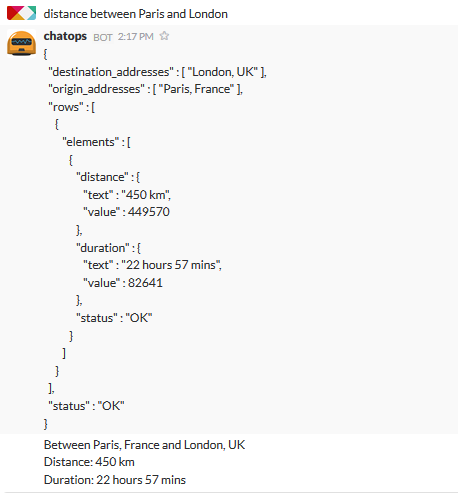 distance between Paris and London
chatops BOT 2:17 PM
{
"destination_addresses" : [ "London, UK" ],
"origin_addresses" : [ "Paris, France" ],
"rows" : [
{
"elements" : [
{
"distance" : {
"text" : "450 km",
"value" : 449570
},
"duration" : {
"text" : "22 hours 57 mins",
"value" : 82641
},
"status" : "OK"
}
]
}
],
"status" : "OK"
}
Between Paris, France and London, UK
Distance: 450 km
Duration: 22 hours 57 mins